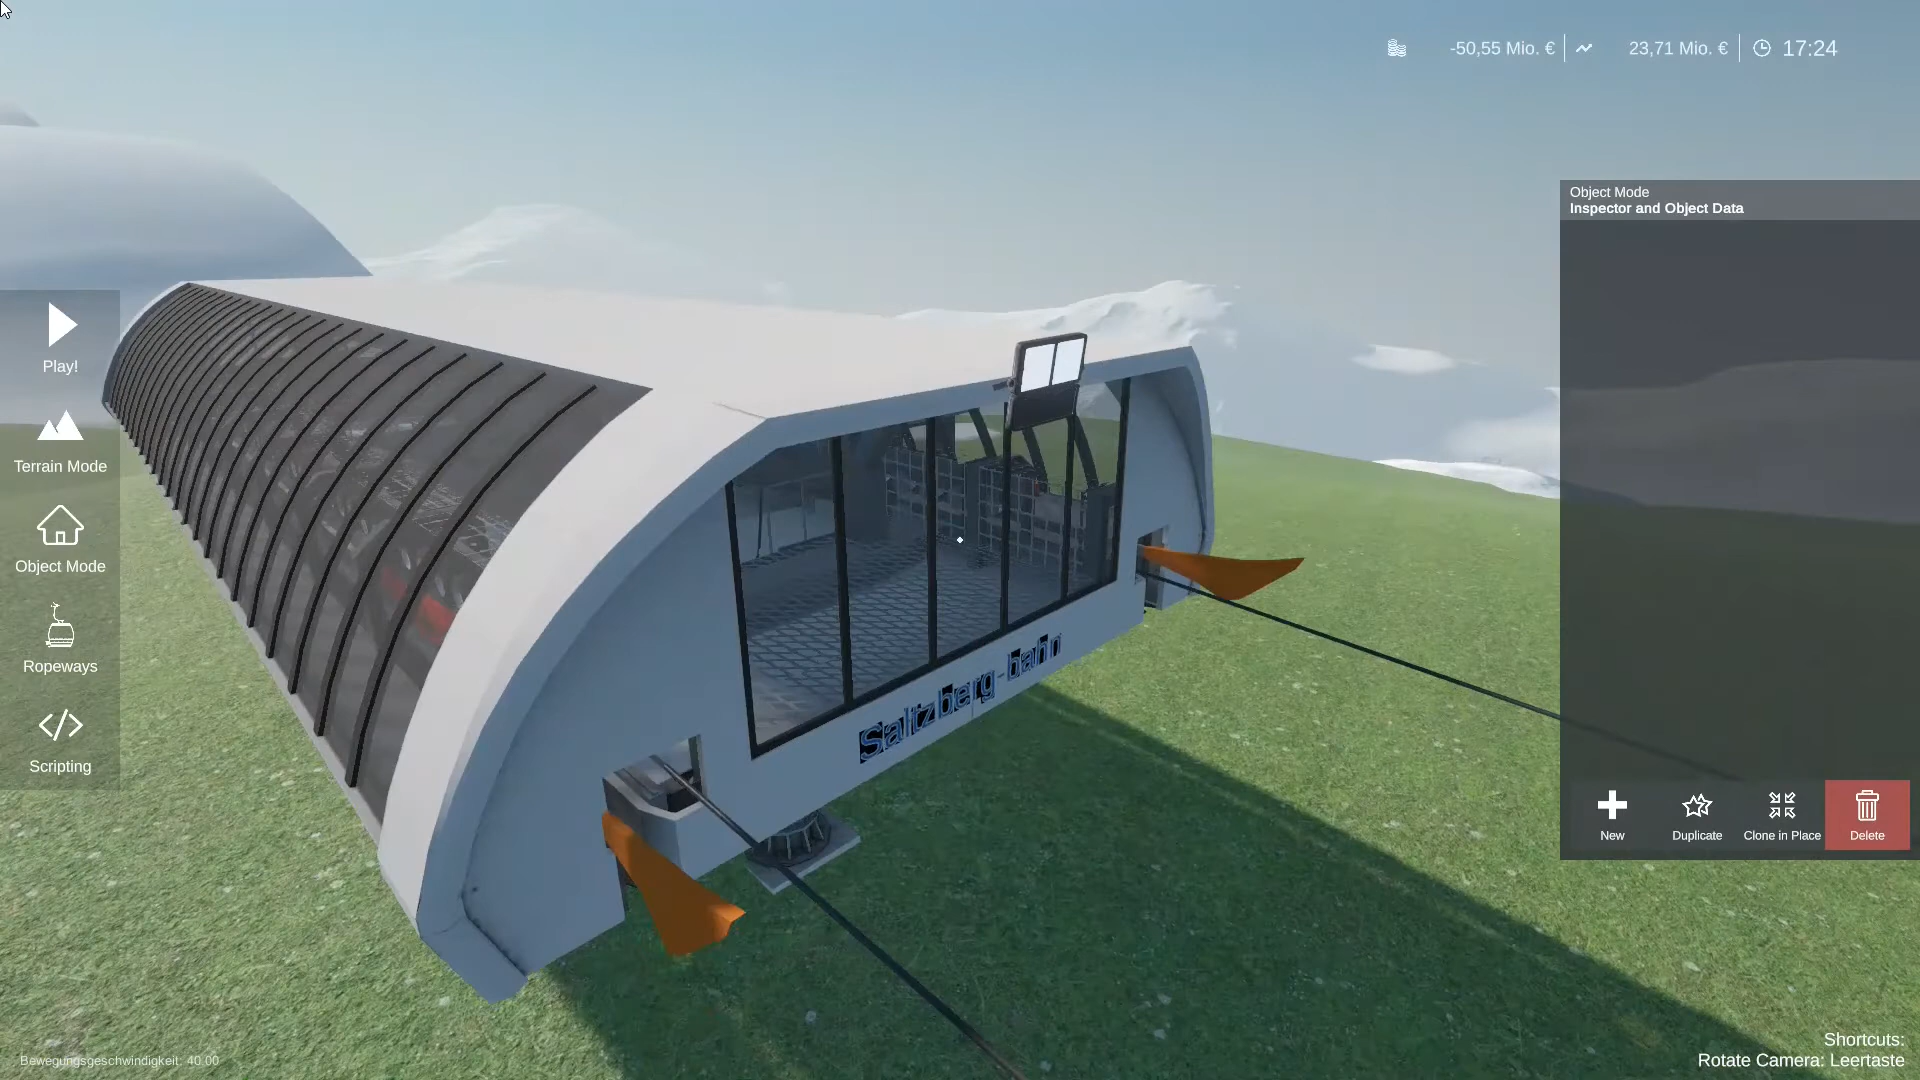 -50,55 Mio. €
23,71 Mio. €
17:24
Object Mode
Inspector and Object Data
Play!
Terrain Mode
Object Mode
Ropeways
Scripting
Saltzberg-bahn
New
Duplicate
Clone in Place
Delete
Shortcuts:
Rotate Camera: Leertaste
Bewegungsgeschwindigkeit: 40.00